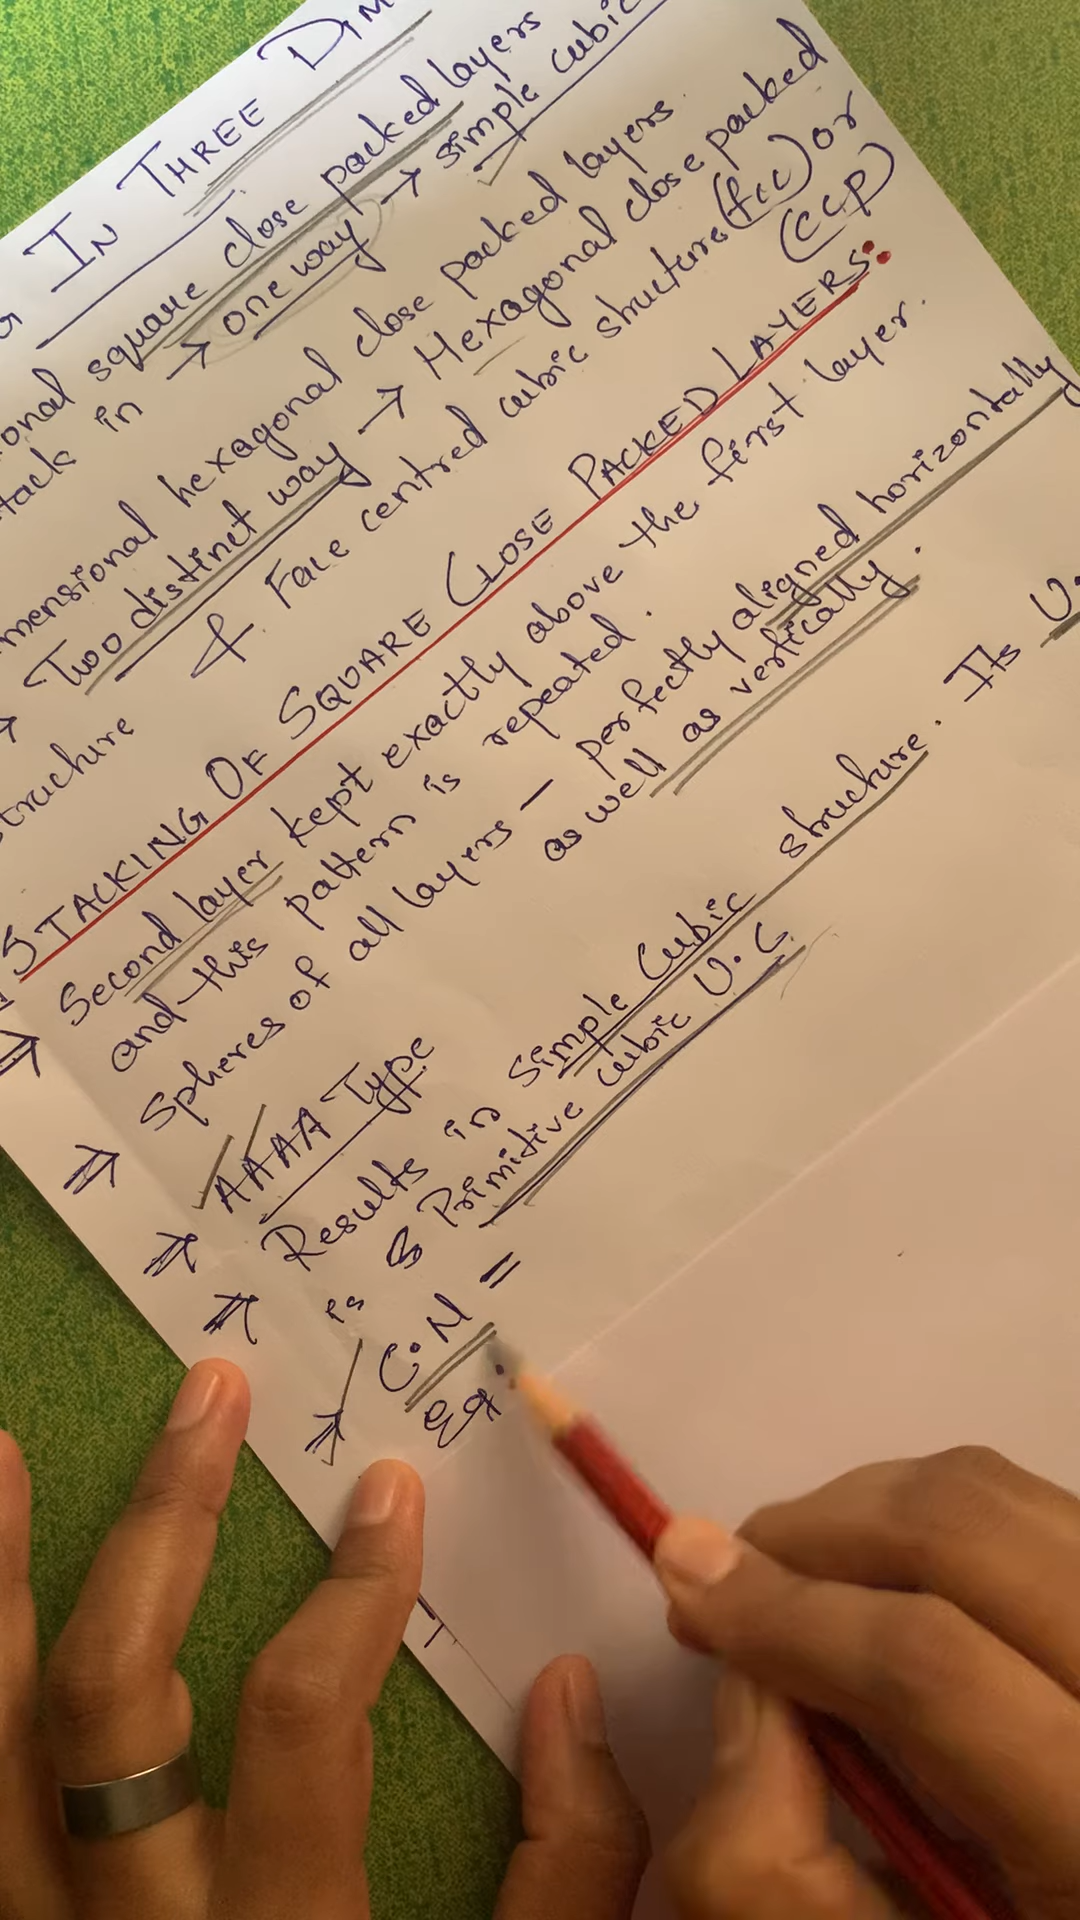 IN THREE DIM
onal square close packed layers
tack in → one way → simple cubic
mensional hexagonal close packed layers.
→ Two distinct way → Hexagonal close packed
structure & Face centred cubic structure (fcc) or
(CCP)
STACKING OF SQUARE CLOSE PACKED LAYERS:
⇒ Second layer kept exactly above the first layer.
and this pattern is repeated.
⇒ Spheres of all layers – perfectly aligned horizontally
as well as vertically.
⇒ AAAA Type
⇒ Results in simple cubic structure. Its U.
is Primitive cubic U.C.
⇒ C.N =
Eg.